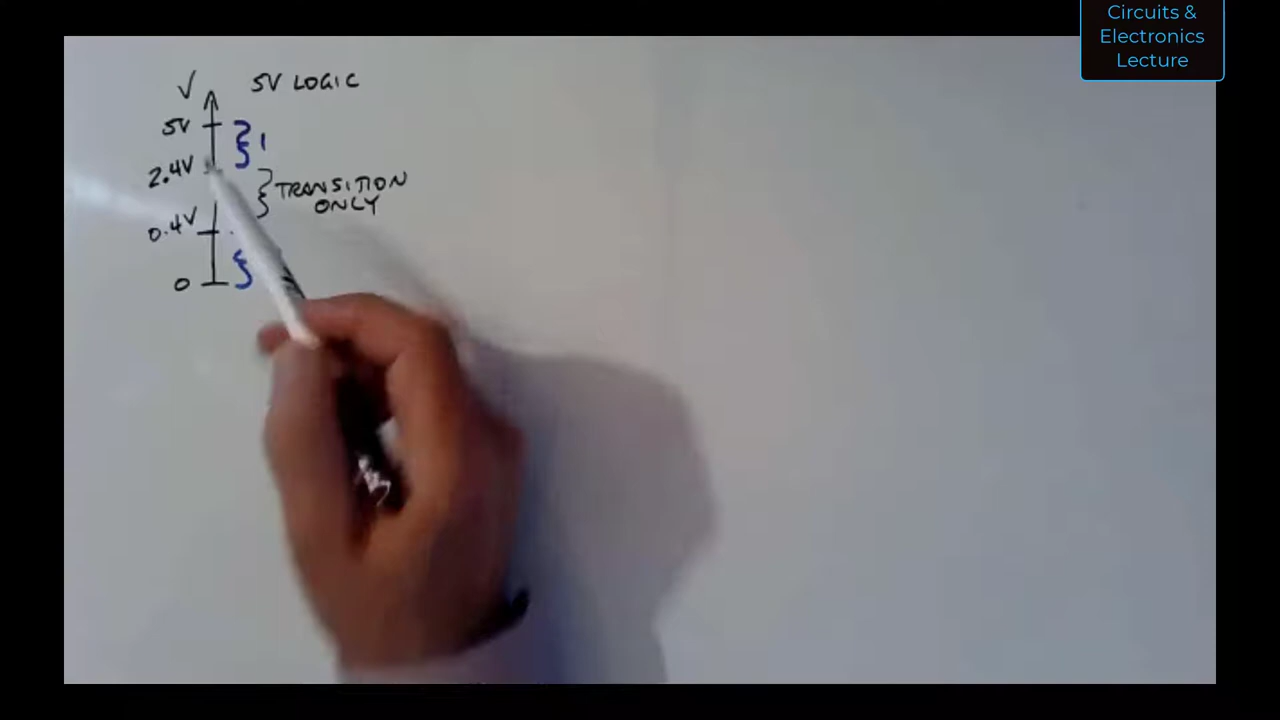 Circuits &
Electronics
Lecture
V 5V LOGIC
5V
1
2.4V
TRANSITION
ONLY
0.4V
0